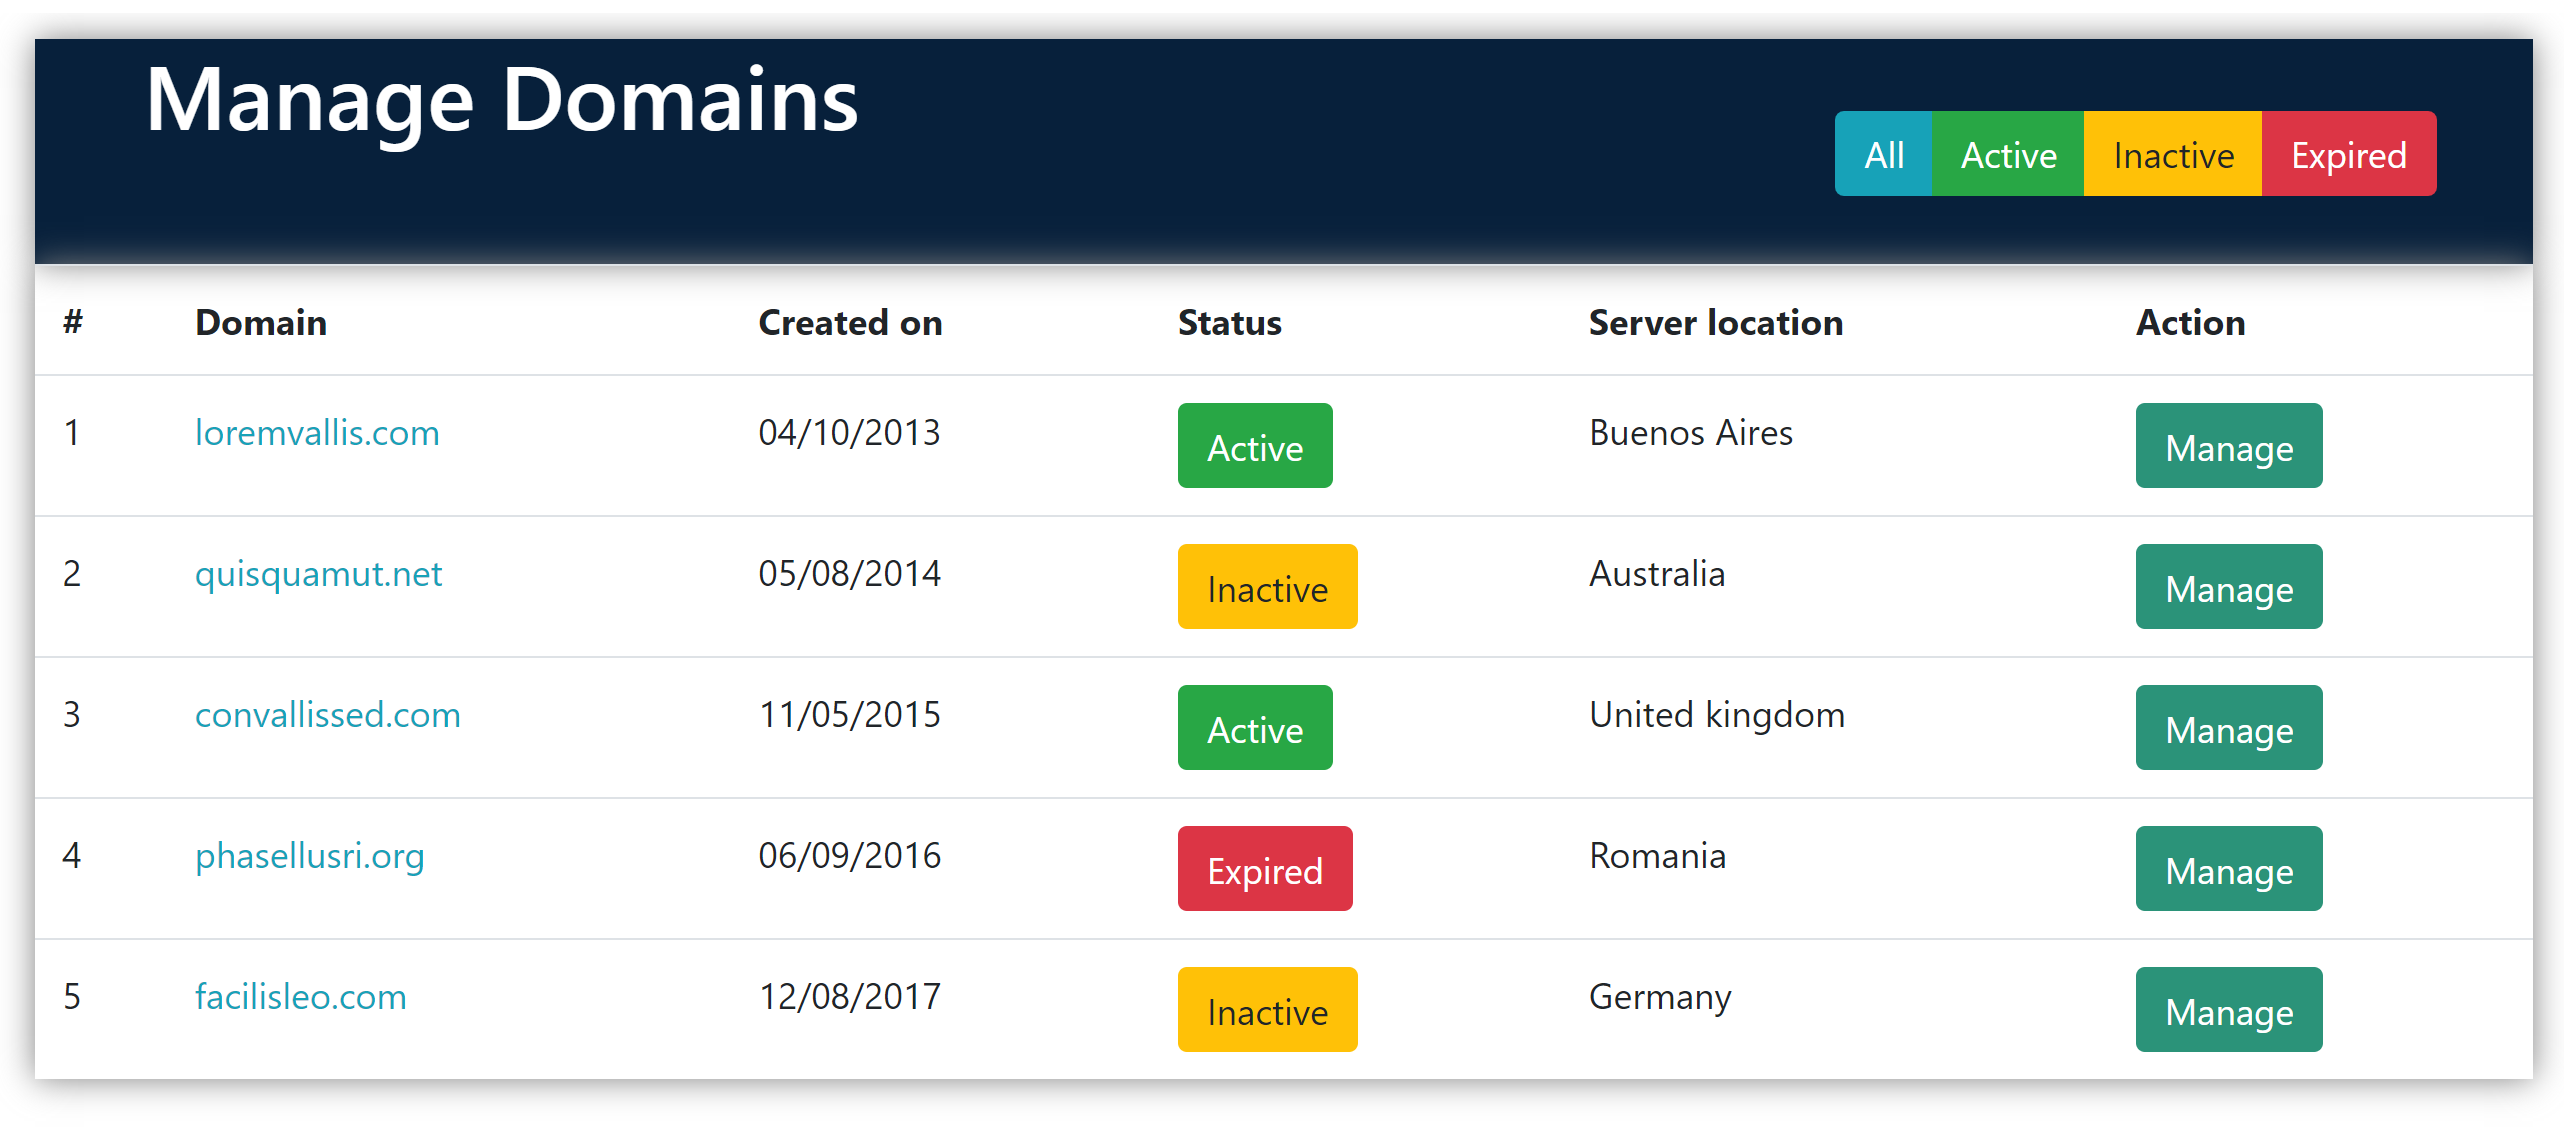 Manage Domains
All Active Inactive Expired
# Domain Created on Status Server location Action
1 loremvallis.com 04/10/2013 Active Buenos Aires Manage
2 quisquamut.net 05/08/2014 Inactive Australia Manage
3 convallissed.com 11/05/2015 Active United kingdom Manage
4 phasellusri.org 06/09/2016 Expired Romania Manage
5 facilisleo.com 12/08/2017 Inactive Germany Manage